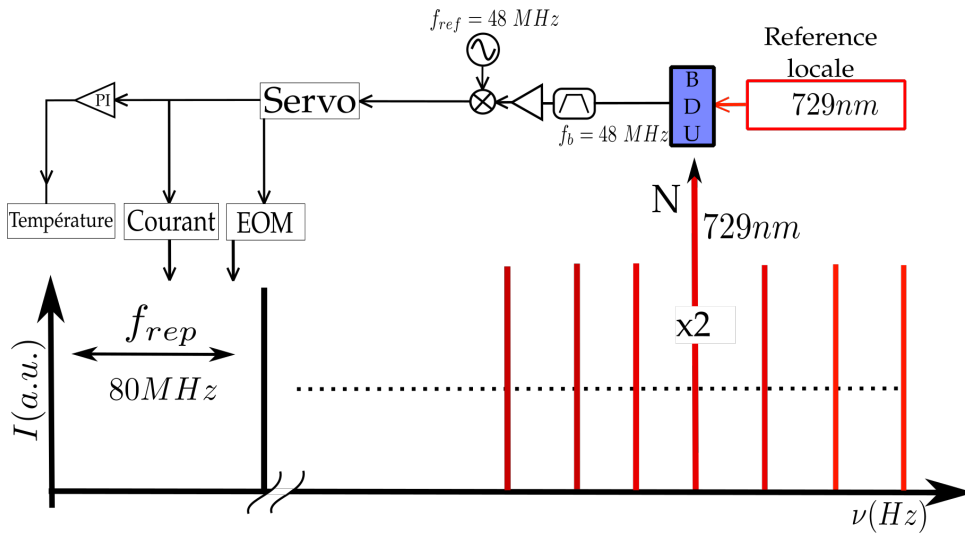 f_ref = 48 MHz
Reference
locale
729nm
B
D
U
PI
Servo
f_b = 48 MHz
N
729nm
Température
Courant
EOM
x2
f_rep
80MHz
I(a.u.)
ν(Hz)